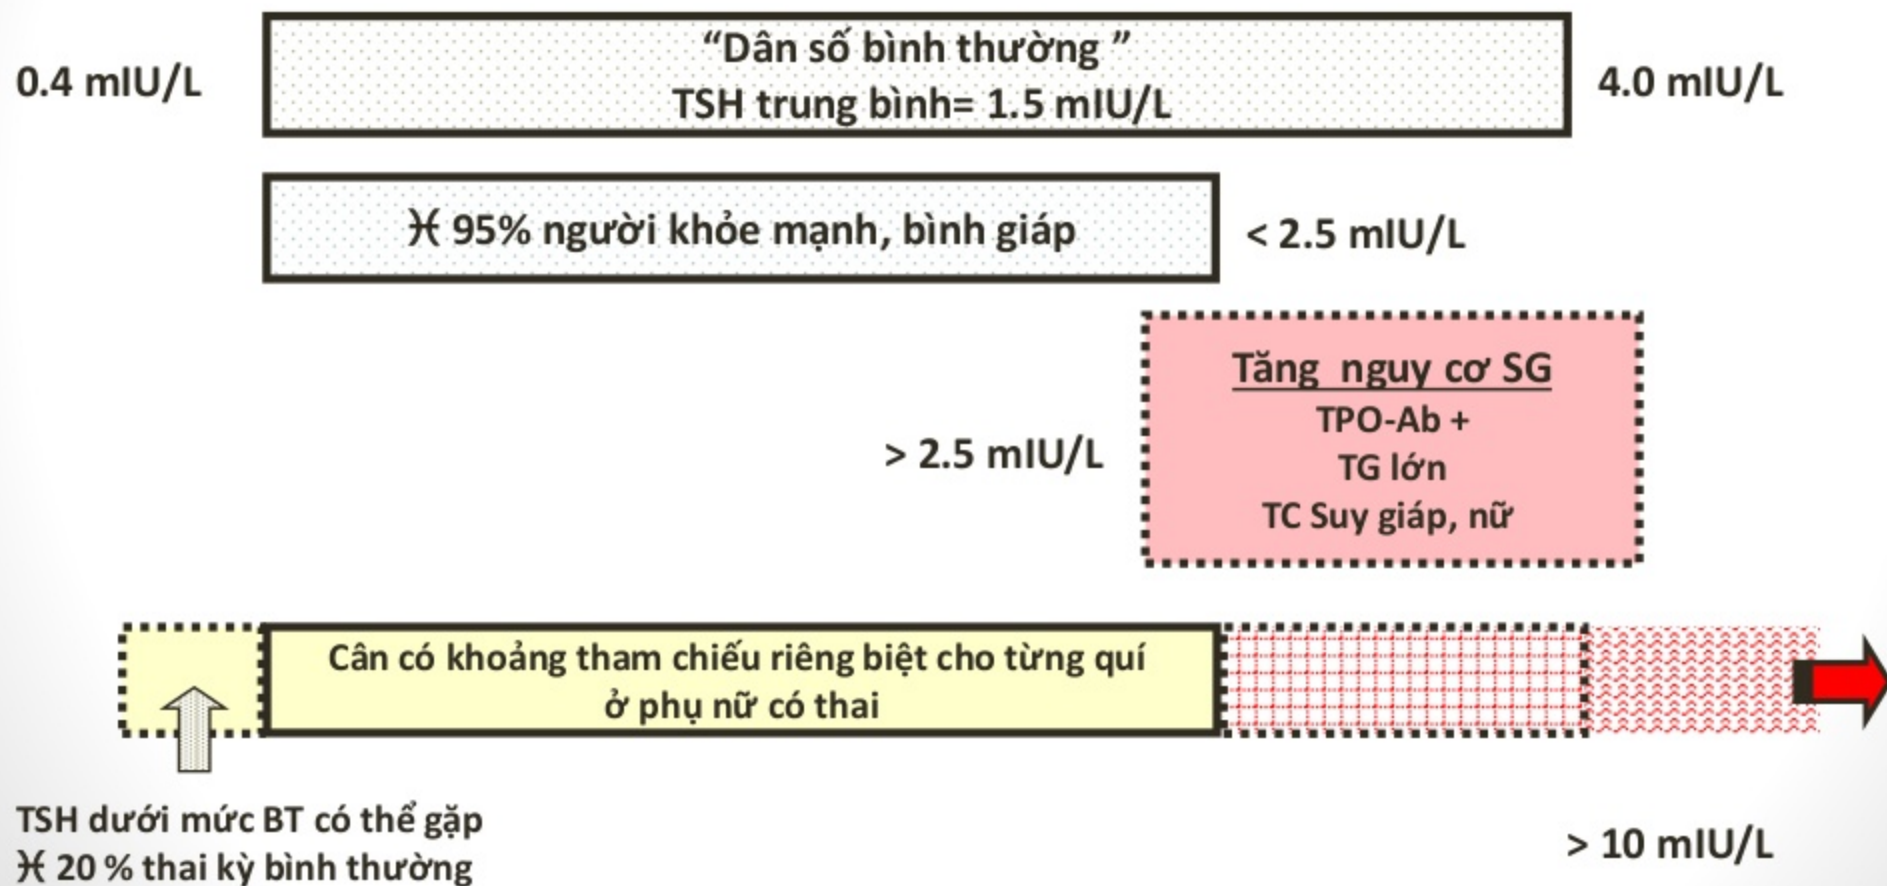 0.4 mIU/L
“Dân số bình thường ”
TSH trung bình= 1.5 mIU/L
4.0 mIU/L
♓ 95% người khỏe mạnh, bình giáp
< 2.5 mIU/L
> 2.5 mIU/L
Tăng nguy cơ SG
TPO-Ab +
TG lớn
TC Suy giáp, nữ
Cân có khoảng tham chiếu riêng biệt cho từng quí
ở phụ nữ có thai
TSH dưới mức BT có thể gặp
♓ 20 % thai kỳ bình thường
> 10 mIU/L